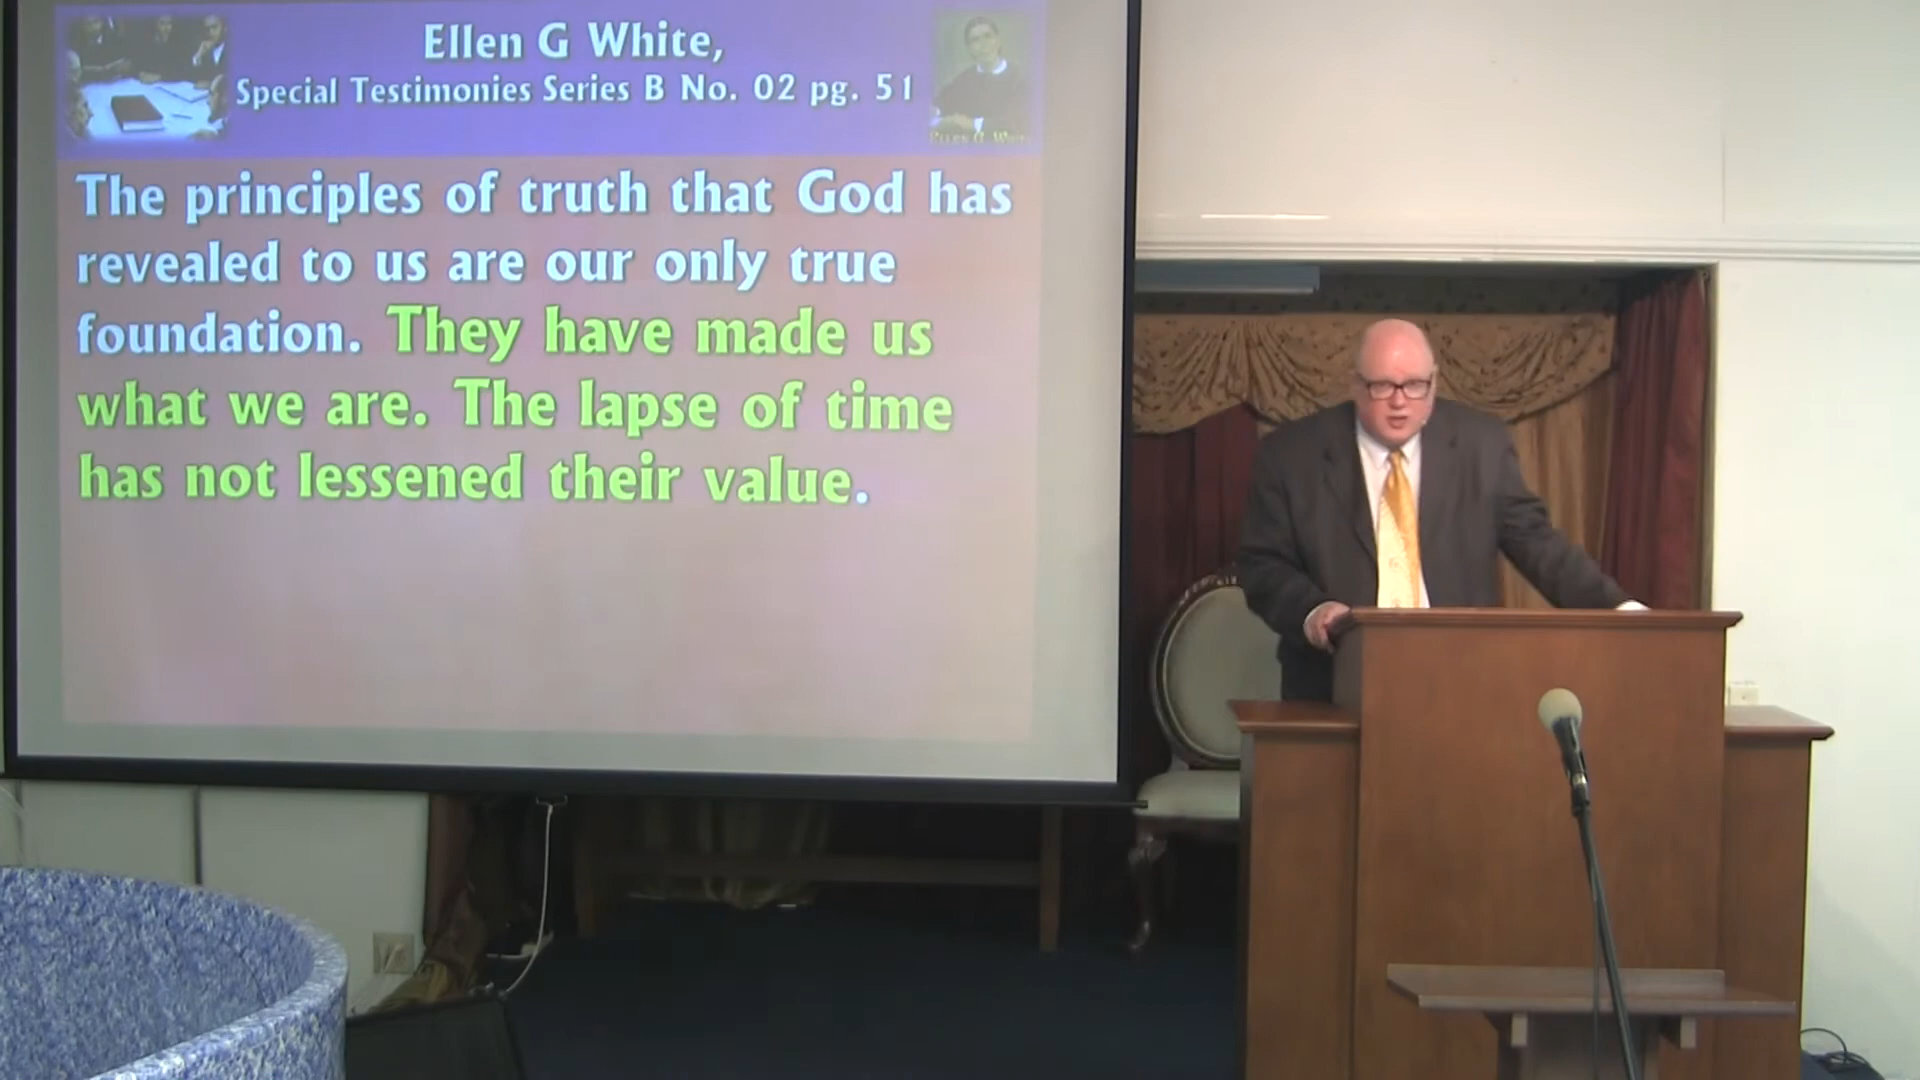 Ellen G White,
Special Testimonies Series B No. 02 pg. 51
ELLEN G. WHITE
The principles of truth that God has
revealed to us are our only true
foundation. They have made us
what we are. The lapse of time
has not lessened their value.